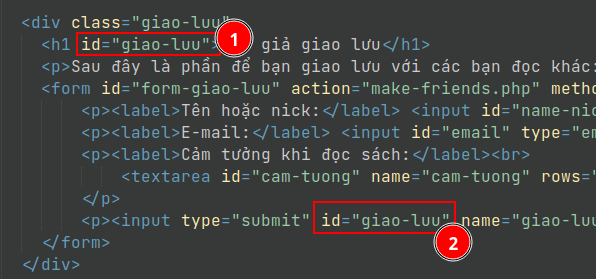 <div class="giao-luu">
<h1 id="giao-luu"> 1 giả giao lưu</h1>
<p>Sau đây là phần để bạn giao lưu với các bạn đọc khác:
<form id="form-giao-luu" action="make-friends.php" metho
<p><label>Tên hoặc nick:</label> <input id="name-nic
<p><label>E-mail:</label> <input id="email" type="em
<p><label>Cảm tưởng khi đọc sách:</label><br>
<textarea id="cam-tuong" name="cam-tuong" rows=
</p>
<p><input type="submit" id="giao-luu" name="giao-luu
2
</form>
</div>